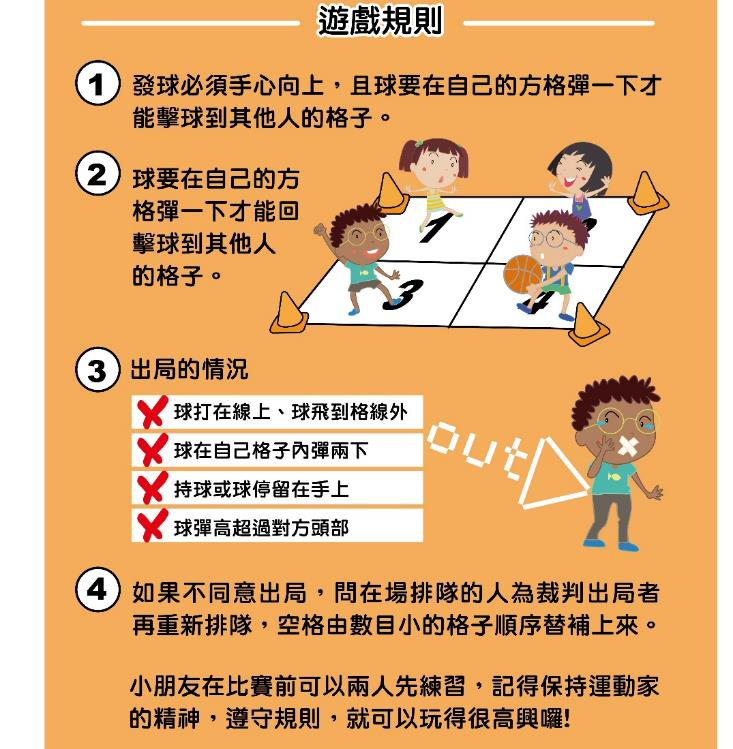 遊戲規則
1 發球必須手心向上，且球要在自己的方格彈一下才
能擊球到其他人的格子。
2 球要在自己的方
格彈一下才能回
擊球到其他人
的格子。
1
2
3
4
3 出局的情況
球打在線上、球飛到格線外
球在自己格子內彈兩下
持球或球停留在手上
球彈高超過對方頭部
out
4 如果不同意出局，問在場排隊的人為裁判出局者
再重新排隊，空格由數目小的格子順序替補上來。
小朋友在比賽前可以兩人先練習，記得保持運動家
的精神，遵守規則，就可以玩得很高興囉!